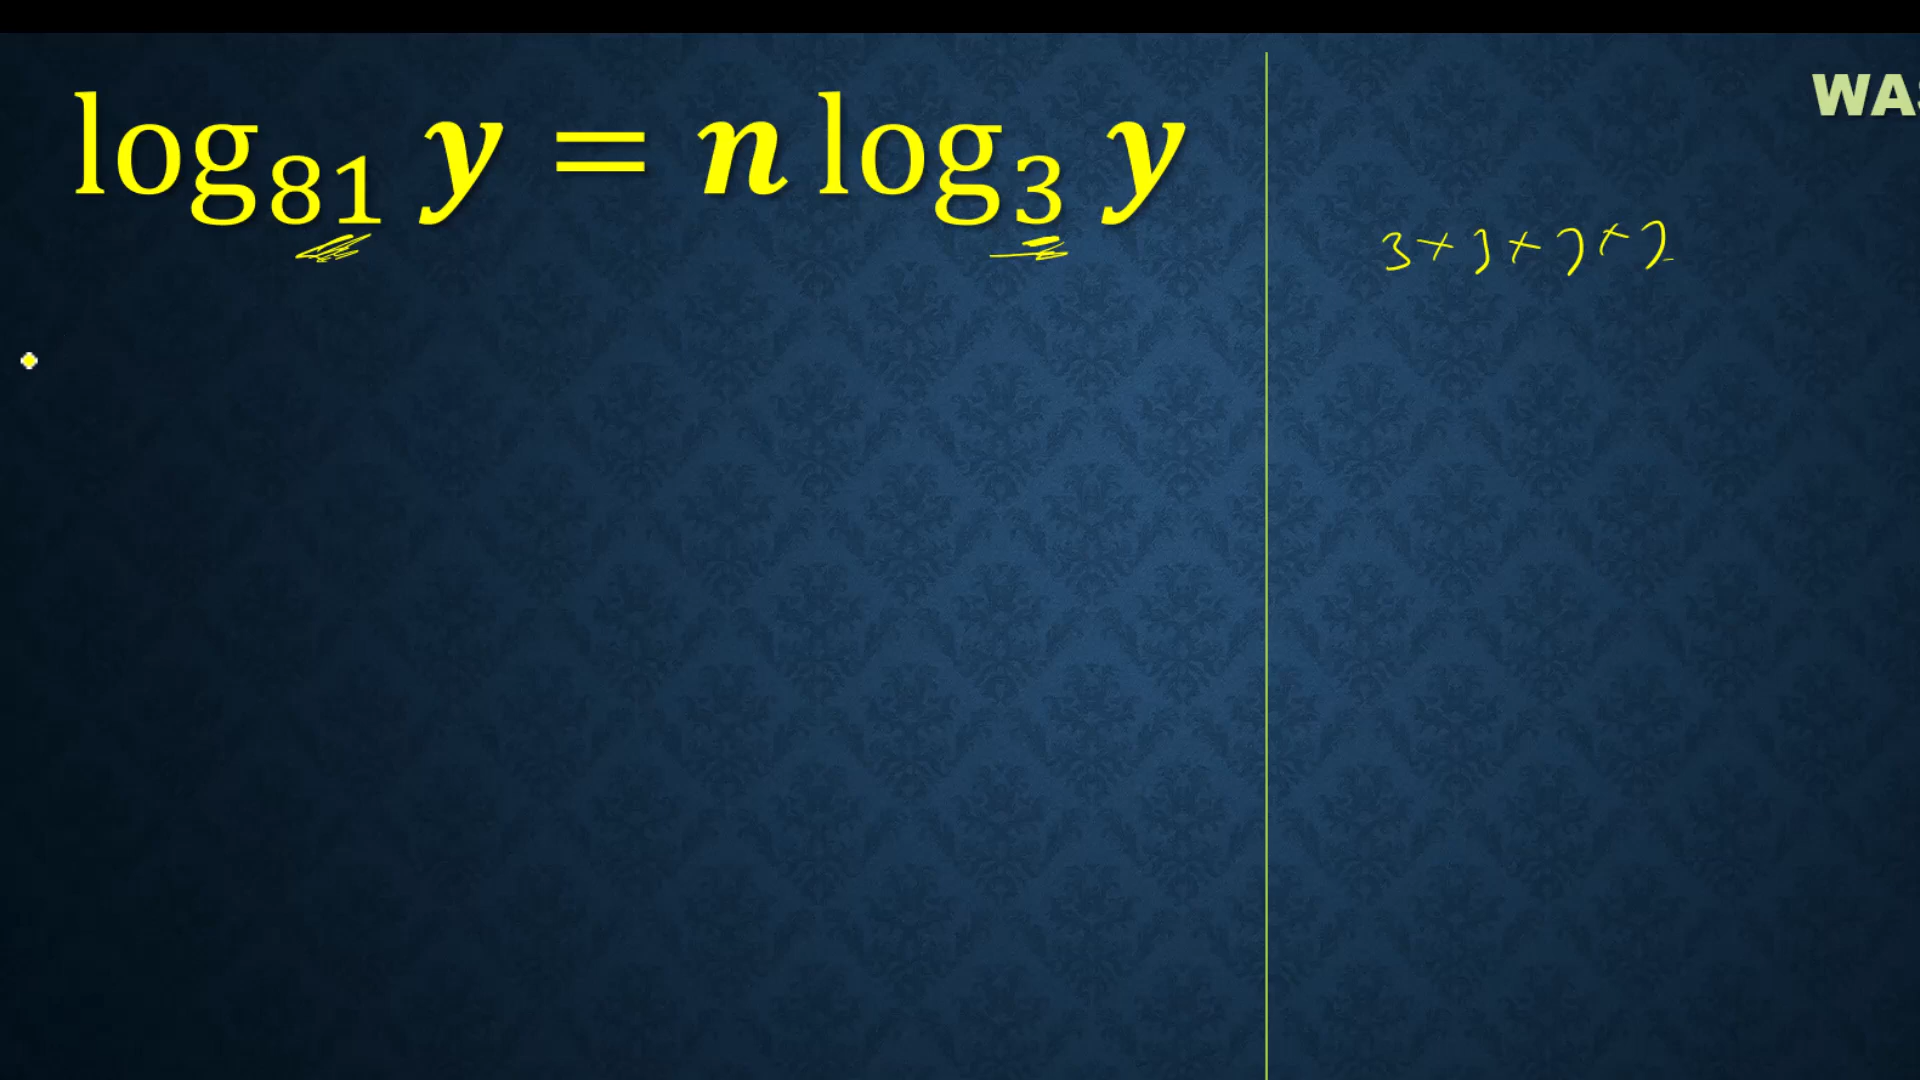 log₈₁ y = n log₃ y
WA
3 × 3 × 3 × 3